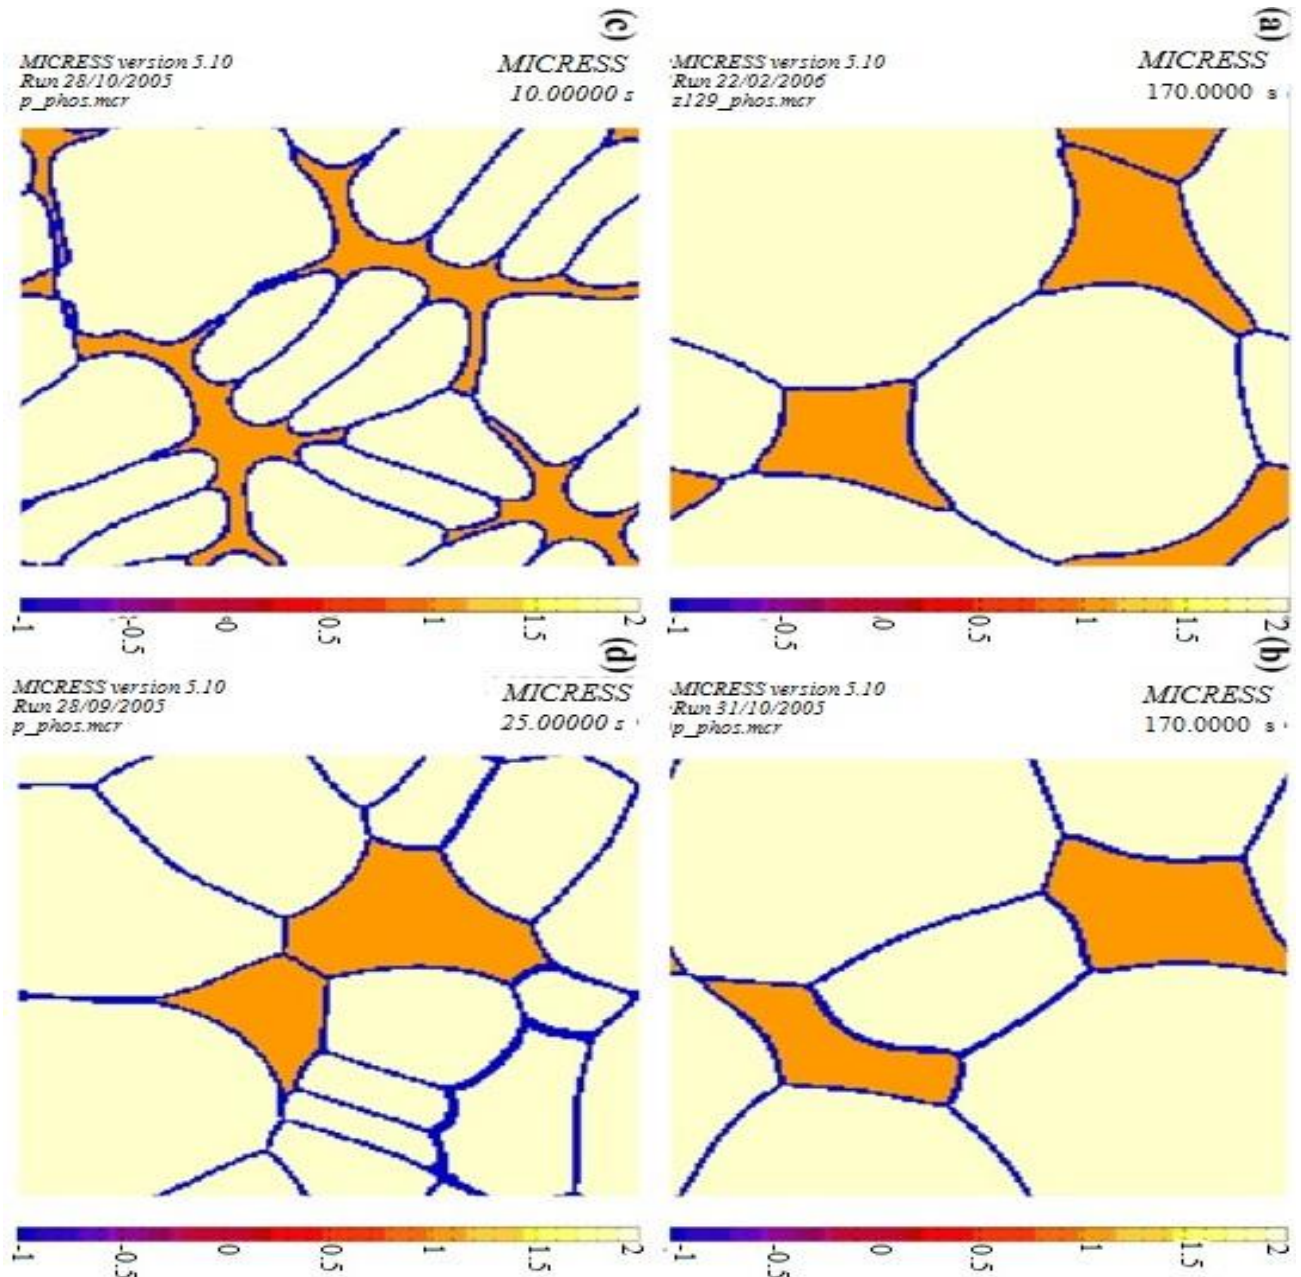 (c)
MICRESS version 5.10
Run 28/10/2005
p_phos.mcr
MICRESS
10.00000 s
-1
-0.5
0
0.5
1
1.5
2
(a)
MICRESS version 5.10
Run 22/02/2006
z129_phos.mcr
MICRESS
170.0000 s
-1
-0.5
0
0.5
1
1.5
2
(d)
MICRESS version 5.10
Run 28/09/2005
p_phos.mcr
MICRESS
25.00000 s
-1
-0.5
0
0.5
1
1.5
2
(b)
MICRESS version 5.10
Run 31/10/2005
p_phos.mcr
MICRESS
170.0000 s
-1
-0.5
0
0.5
1
1.5
2